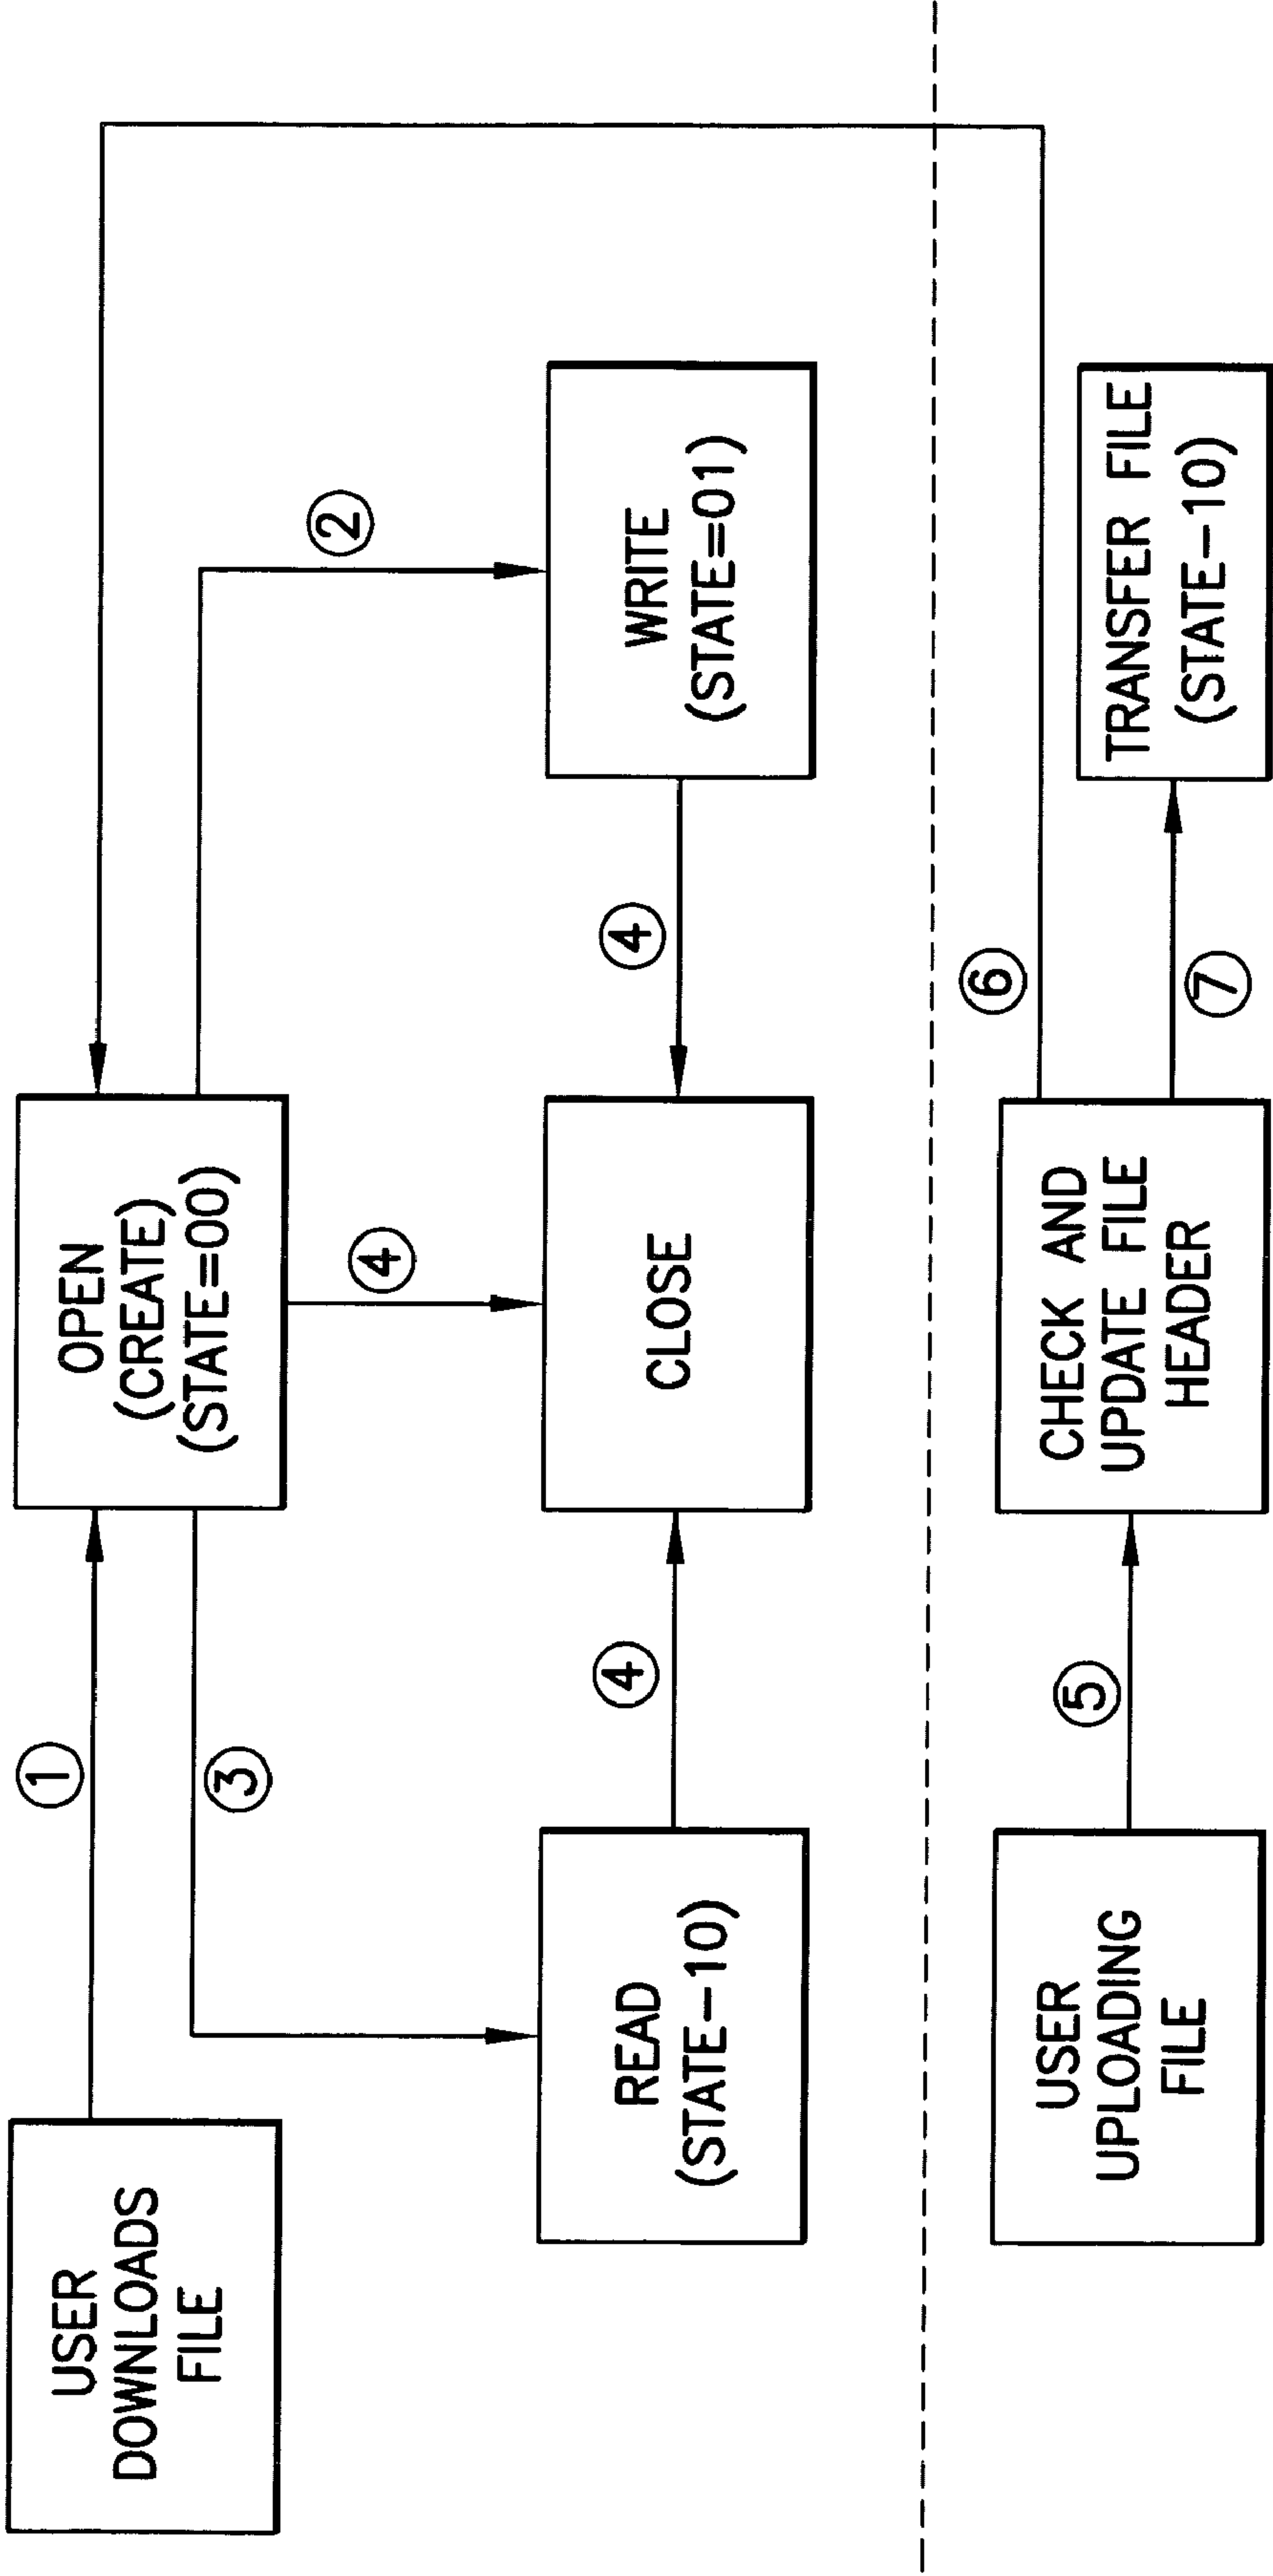 USER
DOWNLOADS
FILE
①
OPEN
(CREATE)
(STATE=00)
③
②
④
READ
(STATE-10)
④
CLOSE
④
WRITE
(STATE=01)
⑥
USER
UPLOADING
FILE
⑤
CHECK AND
UPDATE FILE
HEADER
⑦
TRANSFER FILE
(STATE-10)